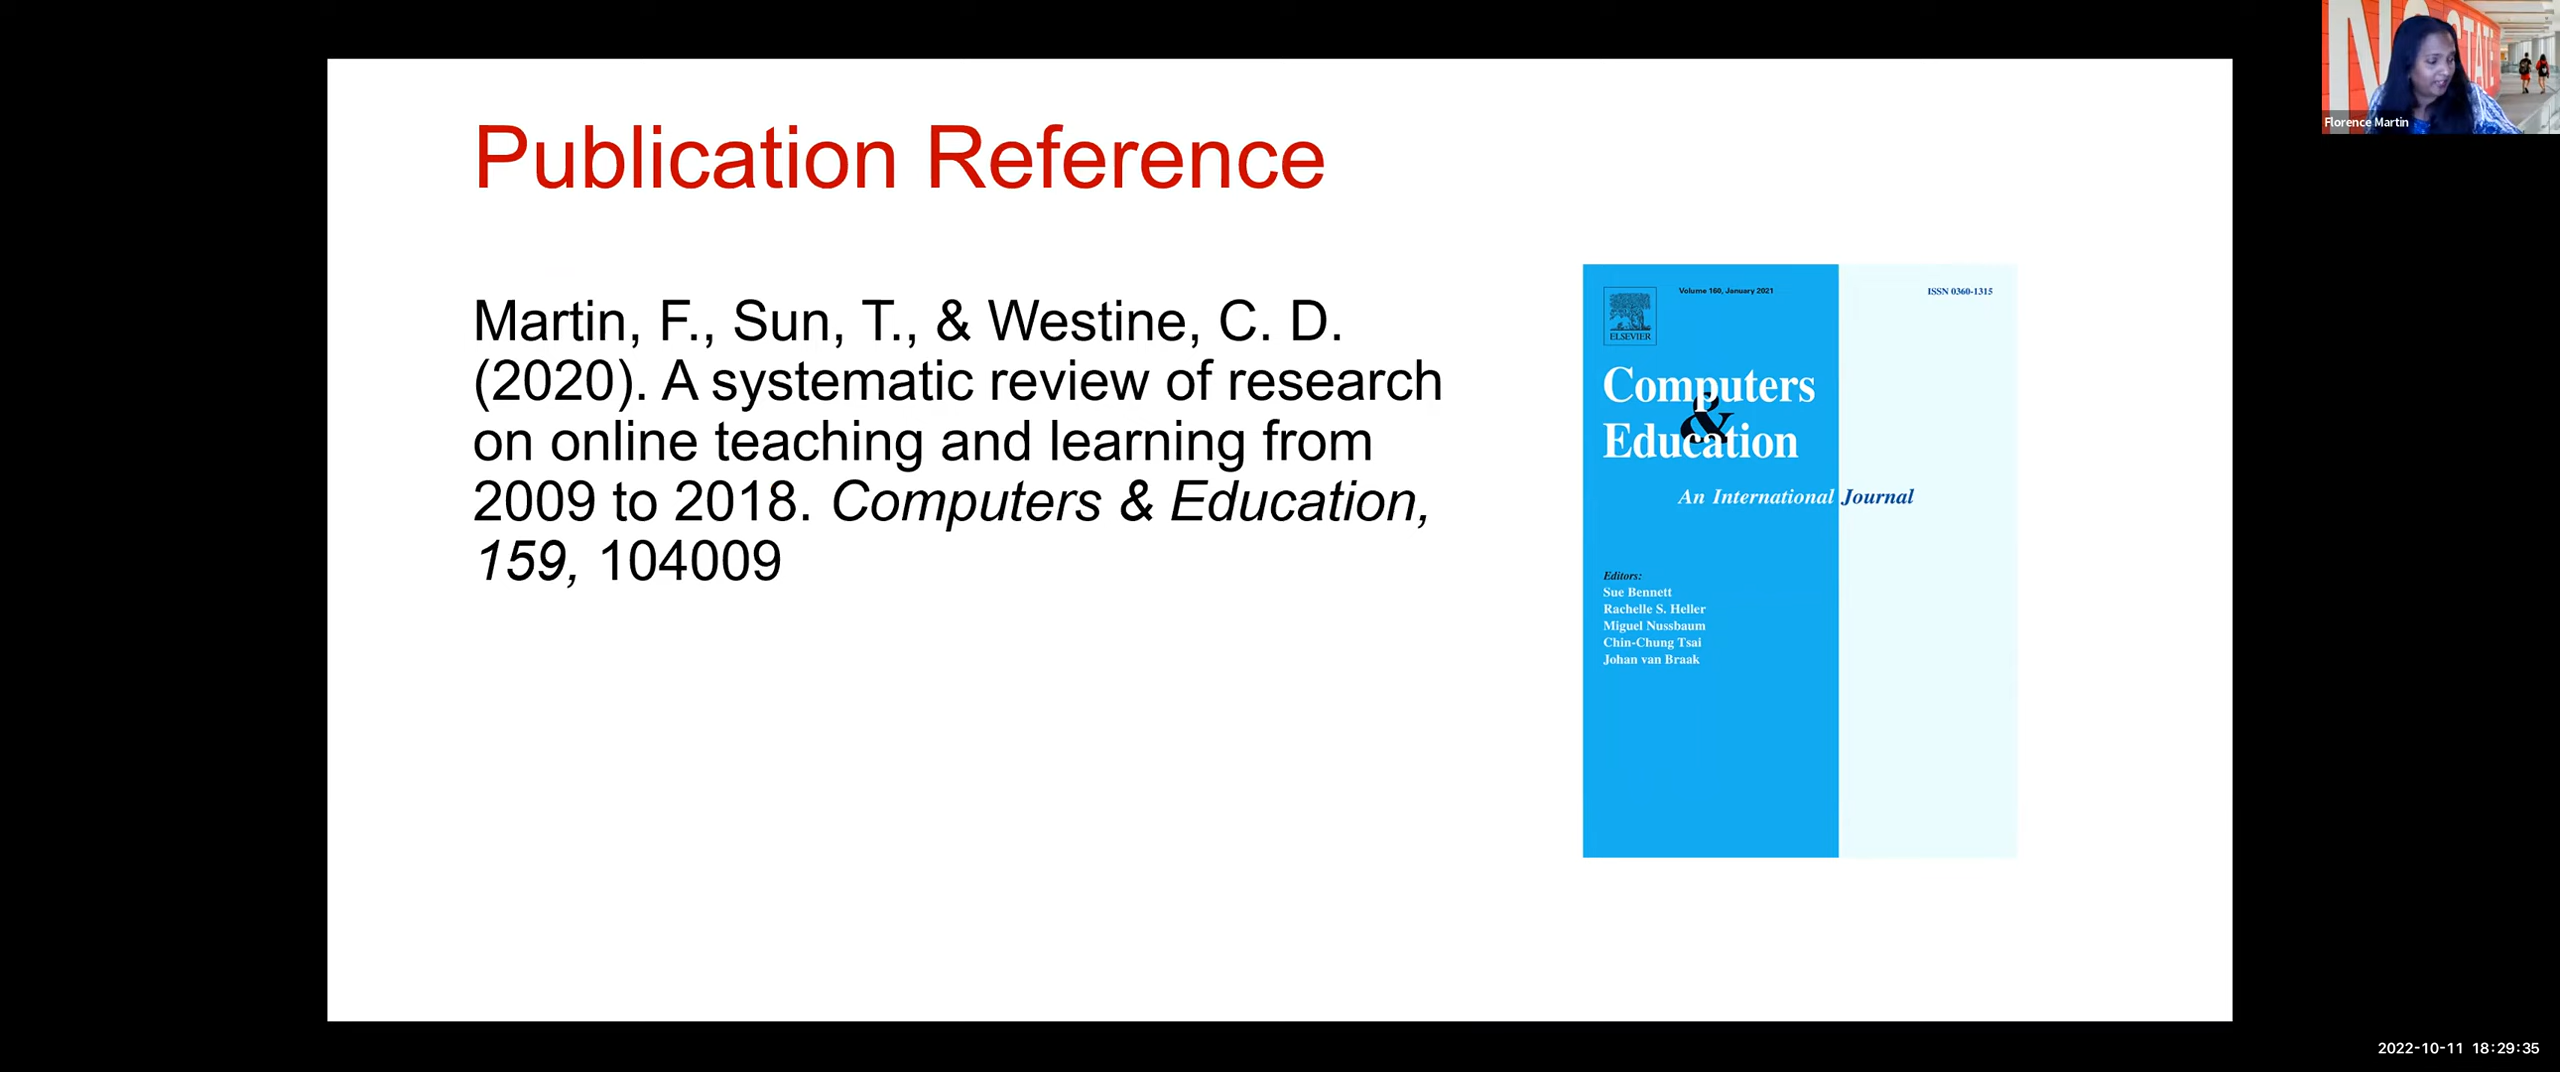 Publication Reference
Martin, F., Sun, T., & Westine, C. D.
(2020). A systematic review of research
on online teaching and learning from
2009 to 2018. Computers & Education,
159, 104009
Volume 160, January 2021
ISSN 0360-1315
ELSEVIER
Computers
&
Education
An International Journal
Editors:
Sue Bennett
Rachelle S. Heller
Miguel Nussbaum
Chin-Chung Tsai
Johan van Braak
STATE
Florence Martin
2022-10-11 18:29:35